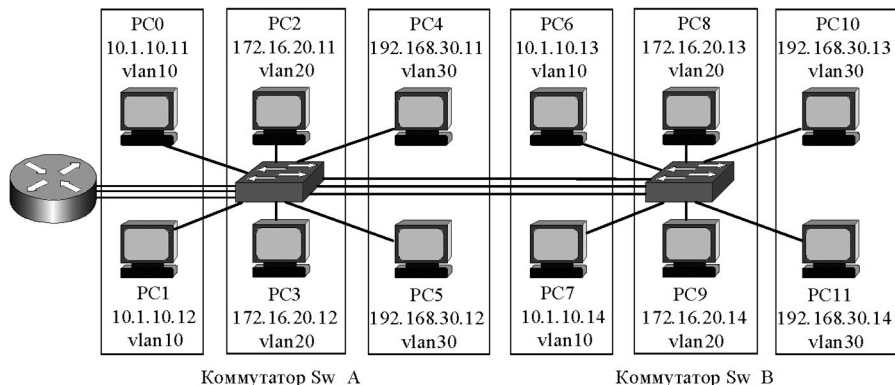 PC0
10.1.10.11
vlan10
PC2
172.16.20.11
vlan20
PC4
192.168.30.11
vlan30
PC6
10.1.10.13
vlan10
PC8
172.16.20.13
vlan20
PC10
192.168.30.13
vlan30
PC1
10.1.10.12
vlan10
PC3
172.16.20.12
vlan20
PC5
192.168.30.12
vlan30
PC7
10.1.10.14
vlan10
PC9
172.16.20.14
vlan20
PC11
192.168.30.14
vlan30
Коммутатор Sw_A
Коммутатор Sw_B